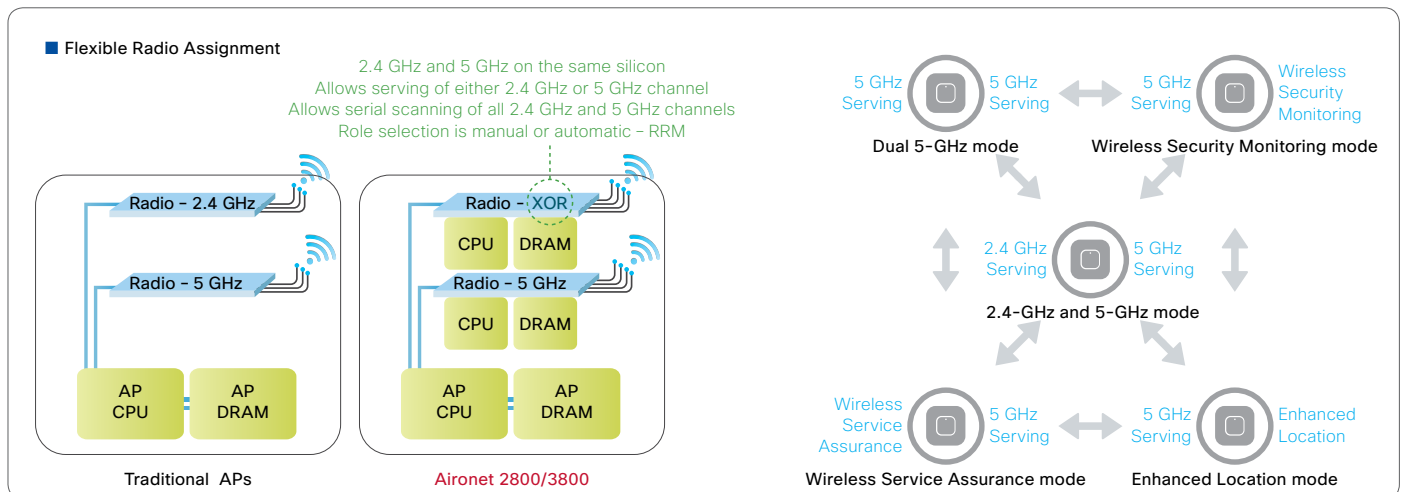 Flexible Radio Assignment
2.4 GHz and 5 GHz on the same silicon
Allows serving of either 2.4 GHz or 5 GHz channel
Allows serial scanning of all 2.4 GHz and 5 GHz channels
Role selection is manual or automatic – RRM
Radio – 2.4 GHz
Radio – 5 GHz
AP
CPU
AP
DRAM
Traditional APs
Radio – XOR
CPU
DRAM
Radio – 5 GHz
CPU
DRAM
AP
CPU
AP
DRAM
Aironet 2800/3800
5 GHz
Serving
5 GHz
Serving
Dual 5-GHz mode
5 GHz
Serving
Wireless
Security
Monitoring
Wireless Security Monitoring mode
2.4 GHz
Serving
5 GHz
Serving
2.4-GHz and 5-GHz mode
Wireless
Service
Assurance
5 GHz
Serving
Wireless Service Assurance mode
5 GHz
Serving
Enhanced
Location
Enhanced Location mode